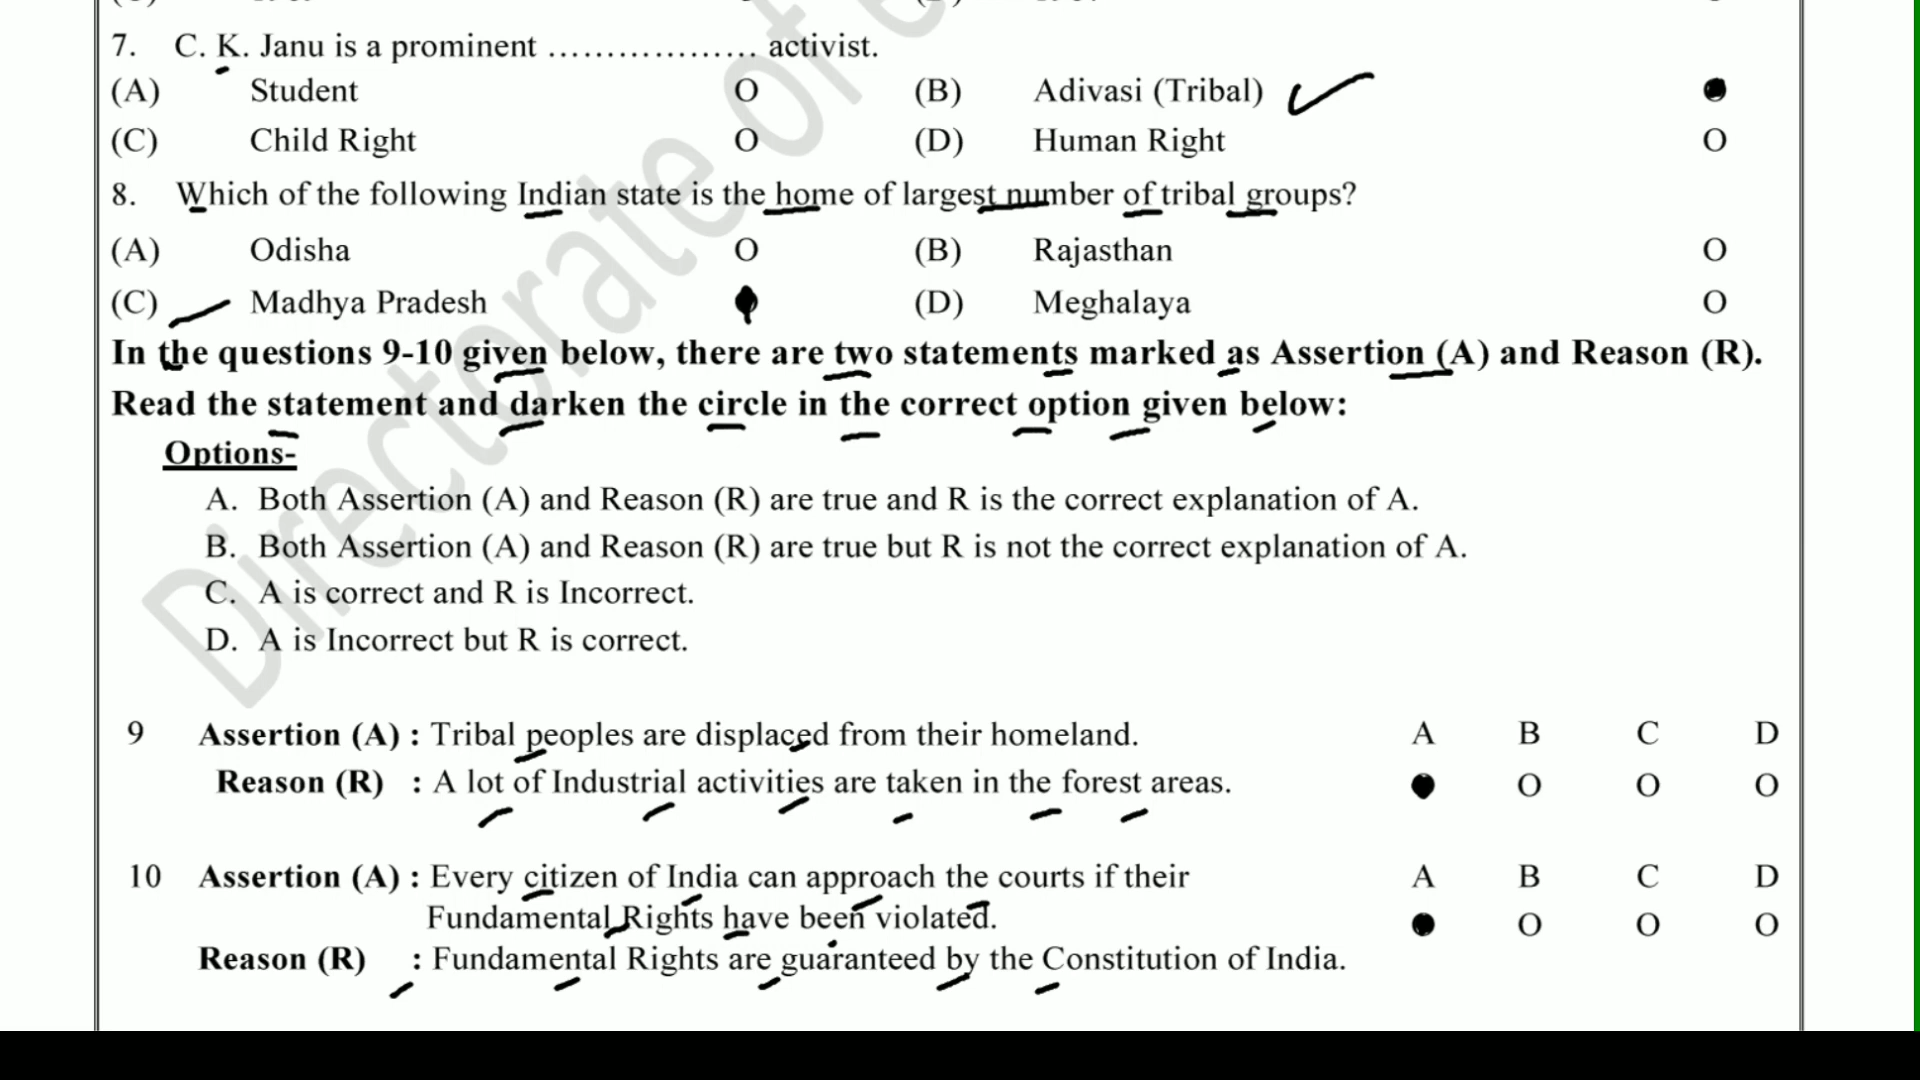 7. C. K. Janu is a prominent ................... activist.
(A) Student O (B) Adivasi (Tribal)
(C) Child Right O (D) Human Right O
8. Which of the following Indian state is the home of largest number of tribal groups?
(A) Odisha O (B) Rajasthan O
(C) Madhya Pradesh (D) Meghalaya O
In the questions 9-10 given below, there are two statements marked as Assertion (A) and Reason (R).
Read the statement and darken the circle in the correct option given below:
Options-
A. Both Assertion (A) and Reason (R) are true and R is the correct explanation of A.
B. Both Assertion (A) and Reason (R) are true but R is not the correct explanation of A.
C. A is correct and R is Incorrect.
D. A is Incorrect but R is correct.
9 Assertion (A) : Tribal peoples are displaced from their homeland. A B C D
Reason (R) : A lot of Industrial activities are taken in the forest areas. O O O
10 Assertion (A) : Every citizen of India can approach the courts if their A B C D
Fundamental Rights have been violated. O O O
Reason (R) : Fundamental Rights are guaranteed by the Constitution of India.
Directorate of